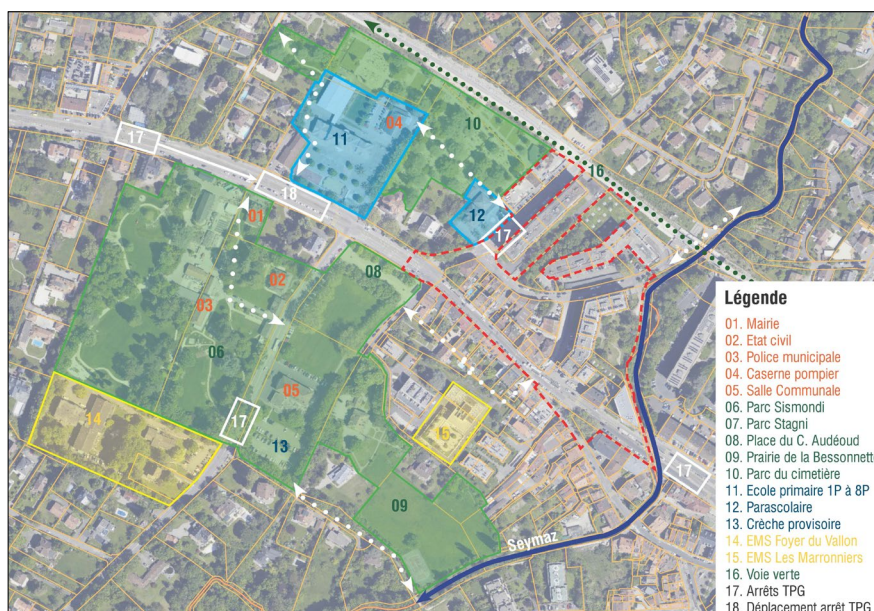 17
11
04
10
18
12
17
16
01
02
08
03
06
05
14
17
13
15
17
09
Seymaz
Légende
01. Mairie
02. Etat civil
03. Police municipale
04. Caserne pompier
05. Salle Communale
06. Parc Sismondi
07. Parc Stagni
08. Place du C. Audéoud
09. Prairie de la Bessonnette
10. Parc du cimetière
11. Ecole primaire 1P à 8P
12. Parascolaire
13. Crèche provisoire
14. EMS Foyer du Vallon
15. EMS Les Marronniers
16. Voie verte
17. Arrêts TPG
18. Déplacement arrêt TPG